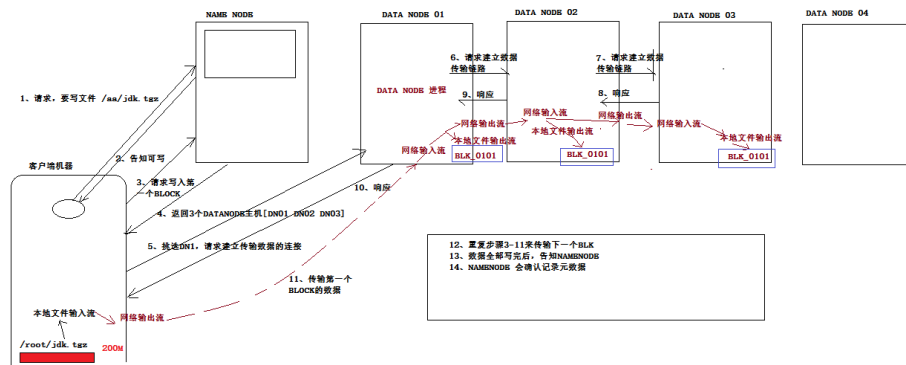 NAME NODE
DATA NODE 01
DATA NODE 02
DATA NODE 03
DATA NODE 04
6、请求建立数据
传输链路
7、请求建立数据
传输链路
1、请求，要写文件 /aa/jdk.tgz
DATA NODE 进程
9、响应
8、响应
网络输入流
网络输出流
网络输出流
网络输入流
本地文件输出流
本地文件输出流
本地文件输出流
网络输入流
BLK_0101
BLK_0101
BLK_0101
2、告知可写
客户端机器
3、请求写入第
一个BLOCK
10、响应
4、返回3个DATANODE主机[DN01 DN02 DN03]
5、挑选DN1，请求建立传输数据的连接
12、重复步骤3-11来传输下一个BLK
13、数据全部写完后，告知NAMENODE
14、NAMENODE 会确认记录元数据
11、传输第一个
BLOCK的数据
本地文件输入流
网络输出流
/root/jdk.tgz
200M